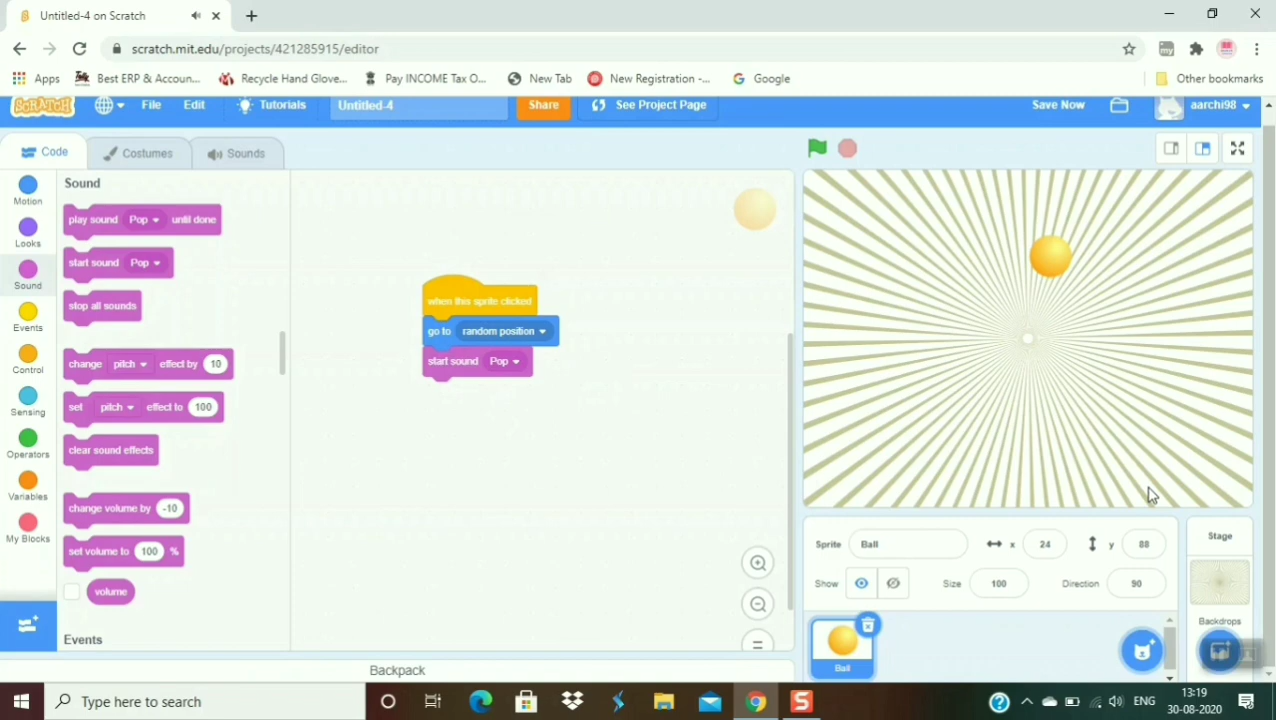 Untitled-4 on Scratch
scratch.mit.edu/projects/421285915/editor
Apps Best ERP & Accoun... Recycle Hand Glove... Pay INCOME Tax O... New Tab New Registration -... Google Other bookmarks
SCRATCH File Edit Tutorials Untitled-4 Share See Project Page Save Now aarchi98
Code Costumes Sounds
Motion
Looks
Sound
Events
Control
Sensing
Operators
Variables
My Blocks
Sound
play sound Pop until done
start sound Pop
stop all sounds
change pitch effect by 10
set pitch effect to 100
clear sound effects
change volume by -10
set volume to 100 %
volume
Events
when this sprite clicked
go to random position
start sound Pop
Backpack
Sprite Ball x 24 y 88
Show Size 100 Direction 90
Ball
Stage
Backdrops
Type here to search
my
S
ENG
13:19
30-08-2020